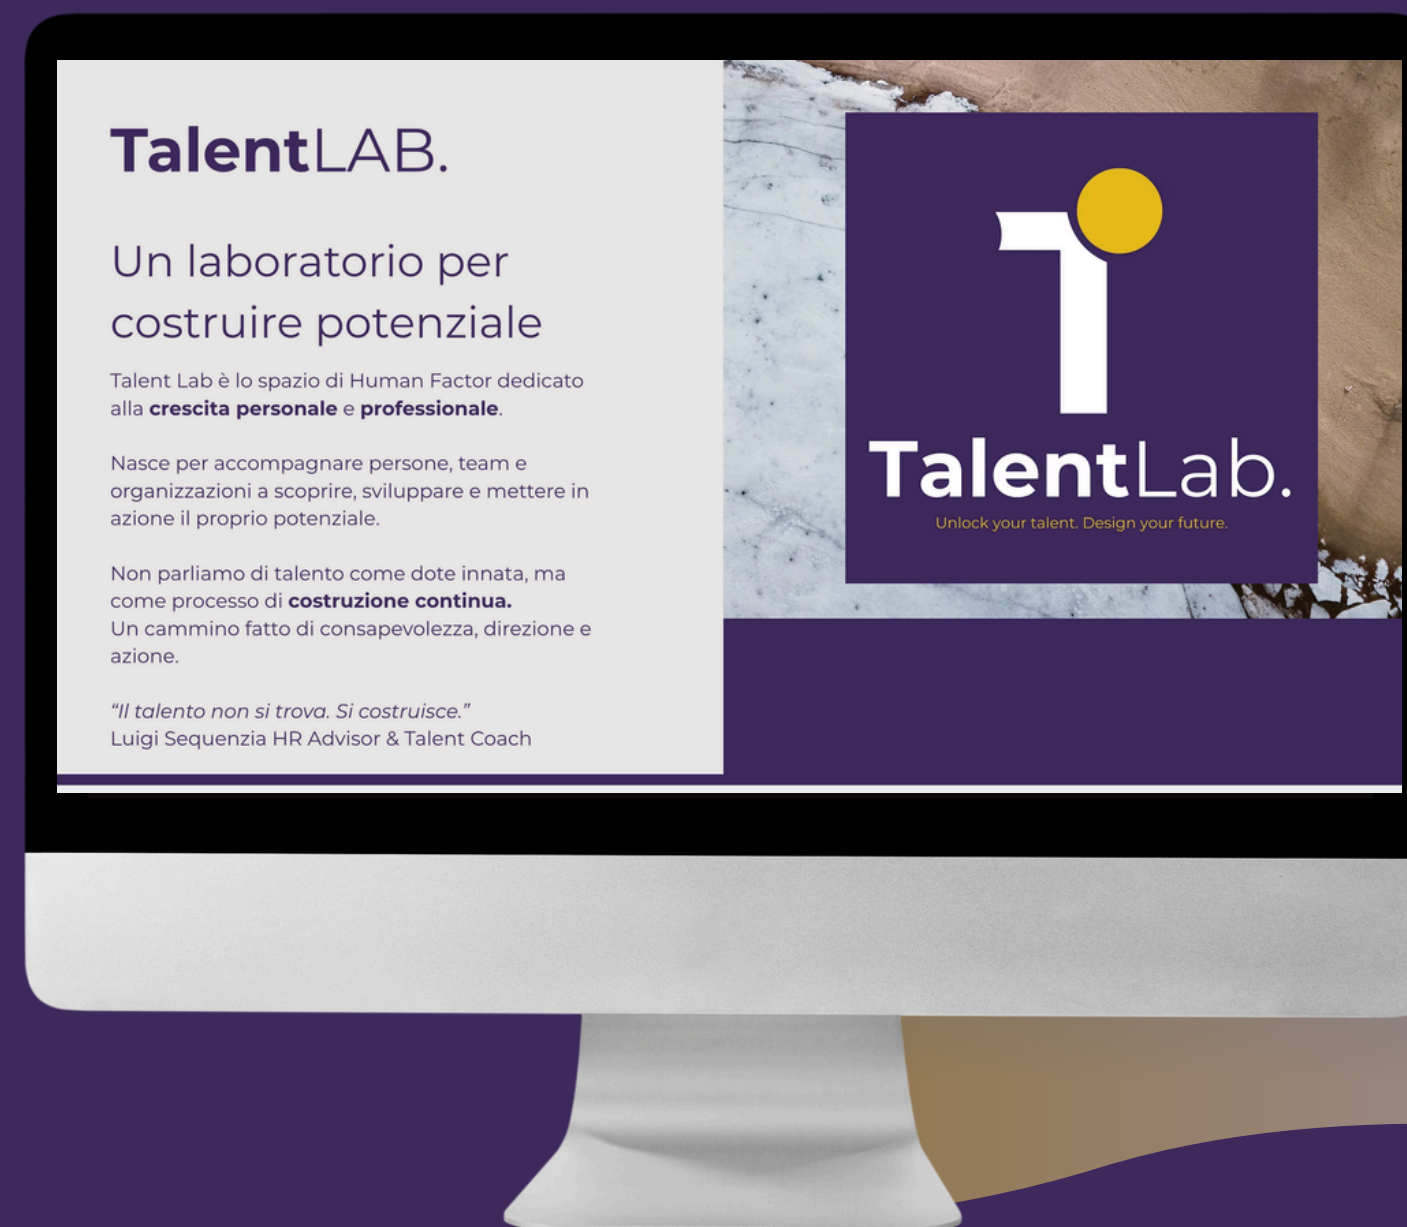 TalentLAB.
Un laboratorio per
costruire potenziale
Talent Lab è lo spazio di Human Factor dedicato
alla crescita personale e professionale.
Nasce per accompagnare persone, team e
organizzazioni a scoprire, sviluppare e mettere in
azione il proprio potenziale.
Non parliamo di talento come dote innata, ma
come processo di costruzione continua.
Un cammino fatto di consapevolezza, direzione e
azione.
“Il talento non si trova. Si costruisce.”
Luigi Sequenzia HR Advisor & Talent Coach
TalentLab.
Unlock your talent. Design your future.